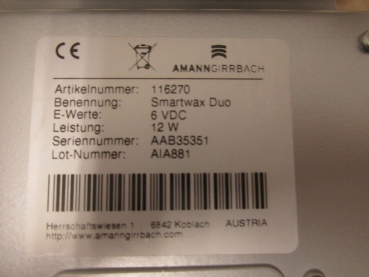 CE
AMANNGIRRBACH
Artikelnummer: 116270
Benennung: Smartwax Duo
E-Werte: 6 VDC
Leistung: 12 W
Seriennummer: AAB35351
Lot-Nummer: AIA881
Herrschaftswiesen 1 6842 Koblach AUSTRIA
http://www.amanngirrbach.com